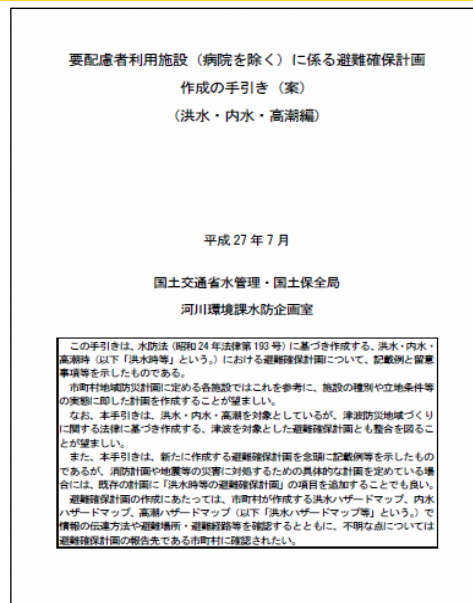 要配慮者利用施設（病院を除く）に係る避難確保計画
作成の手引き（案）
（洪水・内水・高潮編）
平成 27 年 7 月
国土交通省水管理・国土保全局
河川環境課水防企画室
この手引きは、水防法（昭和24年法律第193号）に基づき作成する、洪水・内水・
高潮時（以下「洪水時等」という。）における避難確保計画について、記載例と留意
事項等を示したものである。
市町村地域防災計画に定める各施設ではこれを参考に、施設の種別や立地条件等
の実態に即した計画を作成することが望ましい。
なお、本手引きは、洪水・内水・高潮を対象としているが、津波防災地域づくり
に関する法律に基づき作成する、津波を対象とした避難確保計画とも整合を図るこ
とが望ましい。
また、本手引きは、新たに作成する避難確保計画を念頭に記載例等を示したもの
であるが、消防計画や地震等の災害に対処するための具体的な計画を定めている場
合には、既存の計画に「洪水時等の避難確保計画」の項目を追加することでも良い。
避難確保計画の作成にあたっては、市町村が作成する洪水ハザードマップ、内水
ハザードマップ、高潮ハザードマップ（以下「洪水ハザードマップ等」という。）で
情報の伝達方法や避難場所・避難経路等を確認するとともに、不明な点については
避難確保計画の報告先である市町村に確認されたい。